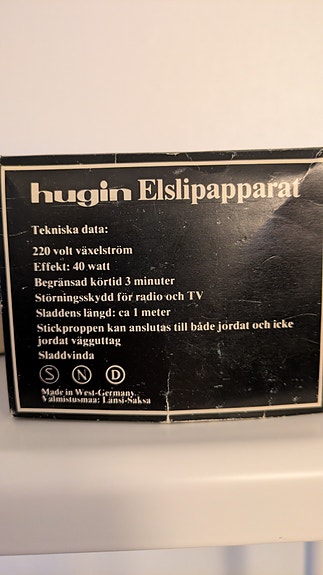 hugin Elslipapparat
Tekniska data:
220 volt växelström
Effekt: 40 watt
Begränsad körtid 3 minuter
Störningsskydd för radio och TV
Sladdens längd: ca 1 meter
Stickproppen kan anslutas till både jordat och icke
jordat vägguttag
Sladdvinda
S N D
Made in West-Germany
Valmistusmaa: Länsi-Saksa